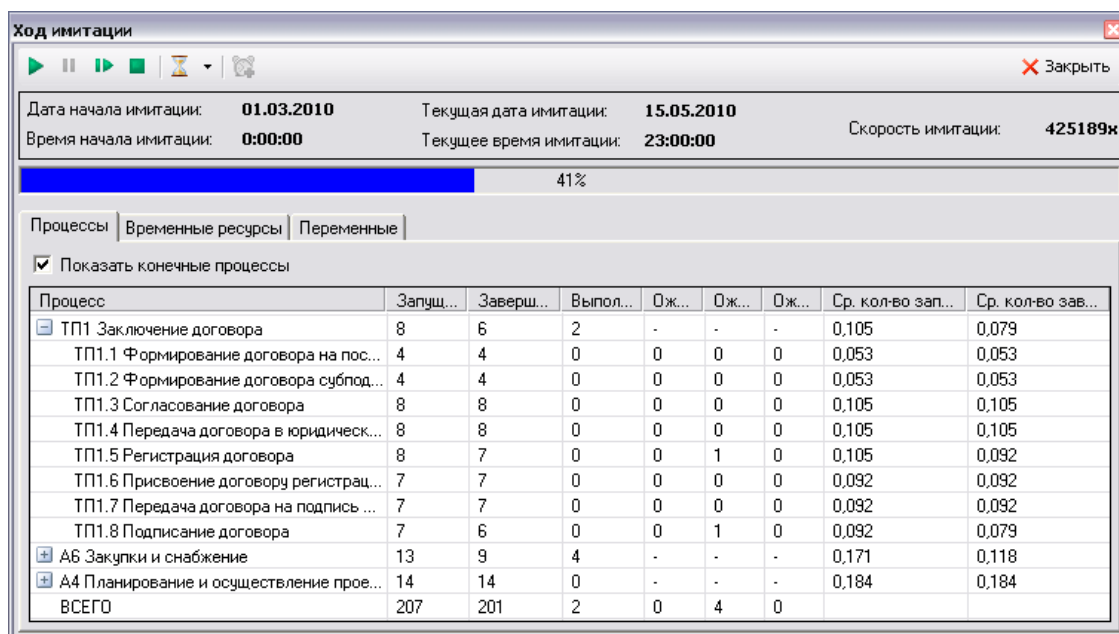 Ход имитации
Закрыть
Дата начала имитации: 01.03.2010 Текущая дата имитации: 15.05.2010
Скорость имитации: 425189x
Время начала имитации: 0:00:00 Текущее время имитации: 23:00:00
41%
Процессы Временные ресурсы Переменные
Показать конечные процессы
Процесс Запущ... Заверш... Выпол... Ож... Ож... Ож... Ср. кол-во зап... Ср. кол-во зав...
ТП1 Заключение договора 8 6 2 - - - 0,105 0,079
ТП1.1 Формирование договора на пос... 4 4 0 0 0 0 0,053 0,053
ТП1.2 Формирование договора субпод... 4 4 0 0 0 0 0,053 0,053
ТП1.3 Согласование договора 8 8 0 0 0 0 0,105 0,105
ТП1.4 Передача договора в юридическ... 8 8 0 0 0 0 0,105 0,105
ТП1.5 Регистрация договора 8 7 0 0 1 0 0,105 0,092
ТП1.6 Присвоение договору регистрац... 7 7 0 0 0 0 0,092 0,092
ТП1.7 Передача договора на подпись ... 7 7 0 0 0 0 0,092 0,092
ТП1.8 Подписание договора 7 6 0 0 1 0 0,092 0,079
А6 Закупки и снабжение 13 9 4 - - - 0,171 0,118
А4 Планирование и осуществление прое... 14 14 0 - - - 0,184 0,184
ВСЕГО 207 201 2 0 4 0